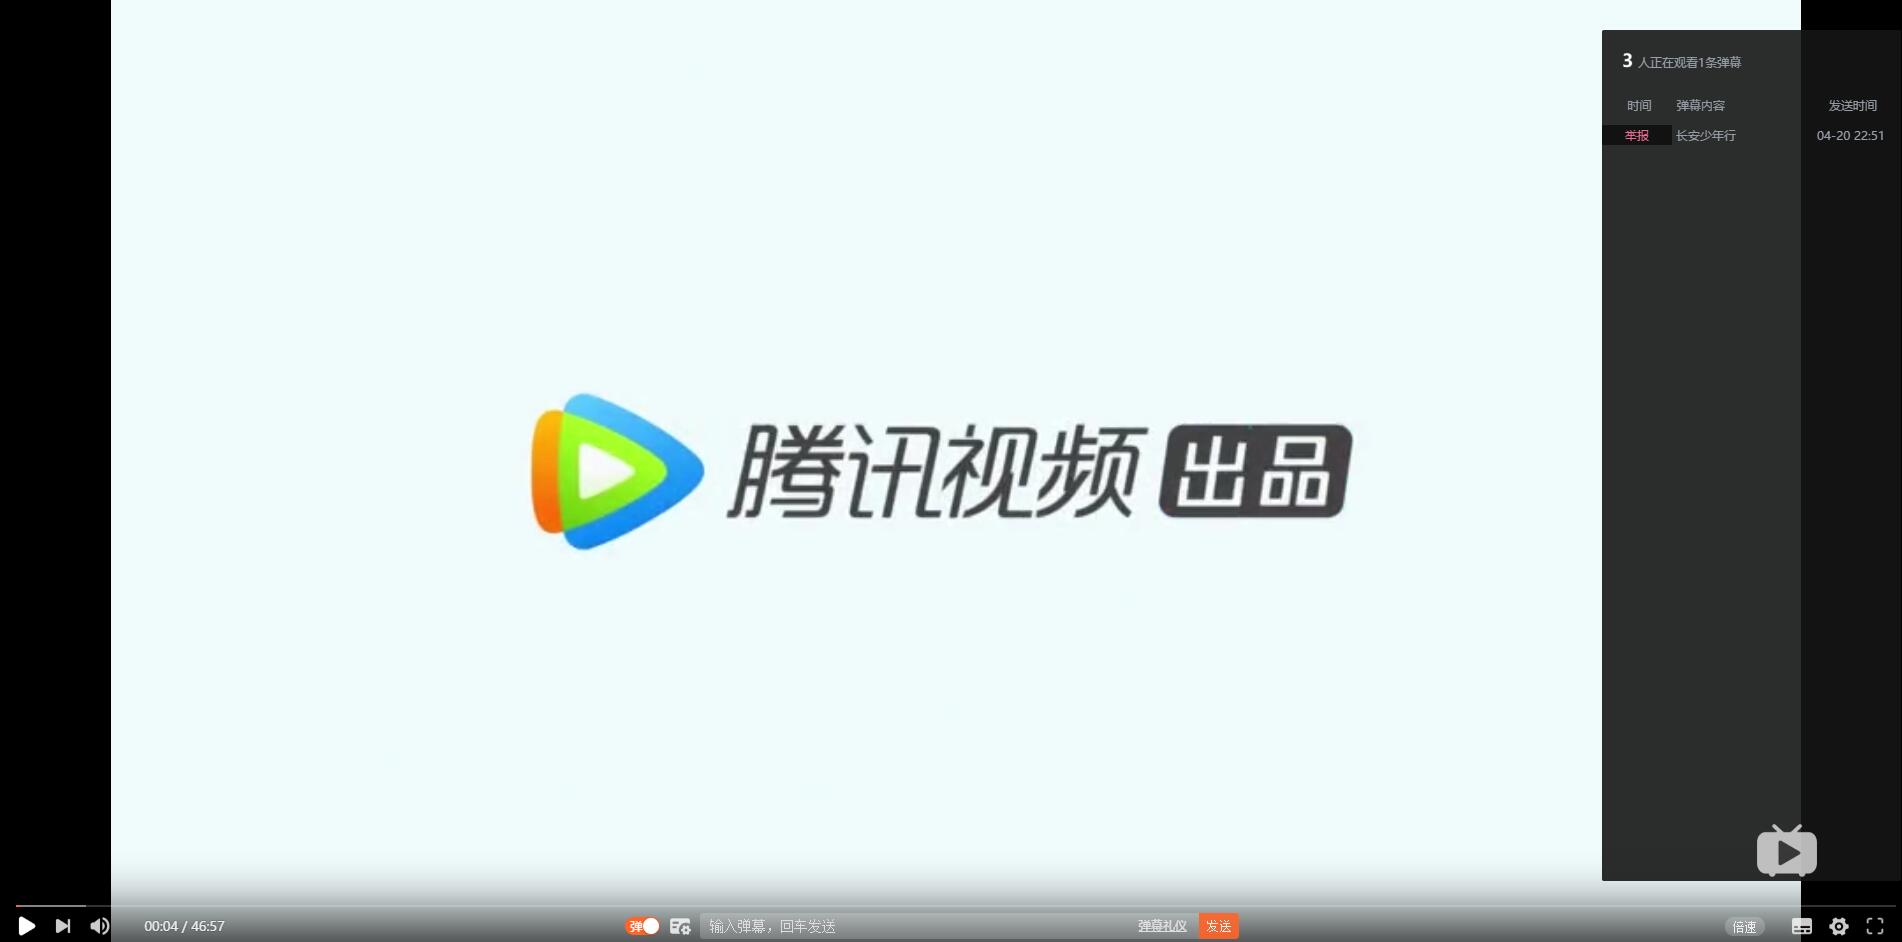 3 人正在观看1条弹幕
时间 弹幕内容 发送时间
举报 长安少年行 04-20 22:51
腾讯视频 出品
00:04 / 46:57 弹 输入弹幕，回车发送 弹幕礼仪 发送 倍速